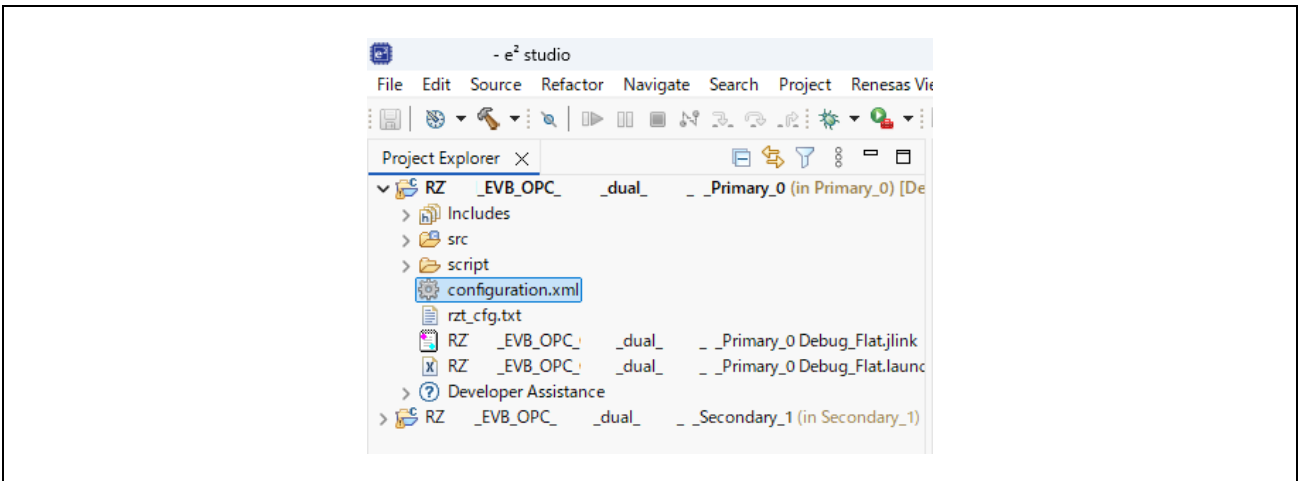 - e² studio
File Edit Source Refactor Navigate Search Project Renesas
Project Explorer
RZ _EVB_OPC_ _dual_ _ _Primary_0 (in Primary_0) [De
Includes
src
script
configuration.xml
rzt_cfg.txt
RZ _EVB_OPC_ _dual_ _ _Primary_0 Debug_Flat.jlink
RZ _EVB_OPC_ _dual_ _ _Primary_0 Debug_Flat.launc
Developer Assistance
RZ _EVB_OPC_ _dual_ _ _Secondary_1 (in Secondary_1)